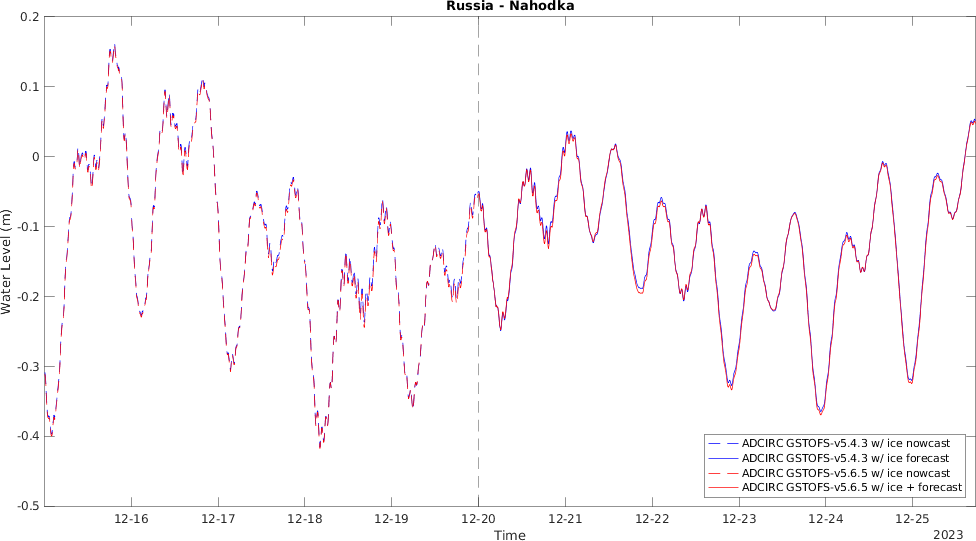 Russia - Nahodka
0.2
0.1
0
-0.1
-0.2
-0.3
-0.4
-0.5
Water Level (m)
12-16
12-17
12-18
12-19
12-20
12-21
12-22
12-23
12-24
12-25
Time
2023
ADCIRC GSTOFS-v5.4.3 w/ ice nowcast
ADCIRC GSTOFS-v5.4.3 w/ ice forecast
ADCIRC GSTOFS-v5.6.5 w/ ice nowcast
ADCIRC GSTOFS-v5.6.5 w/ ice + forecast